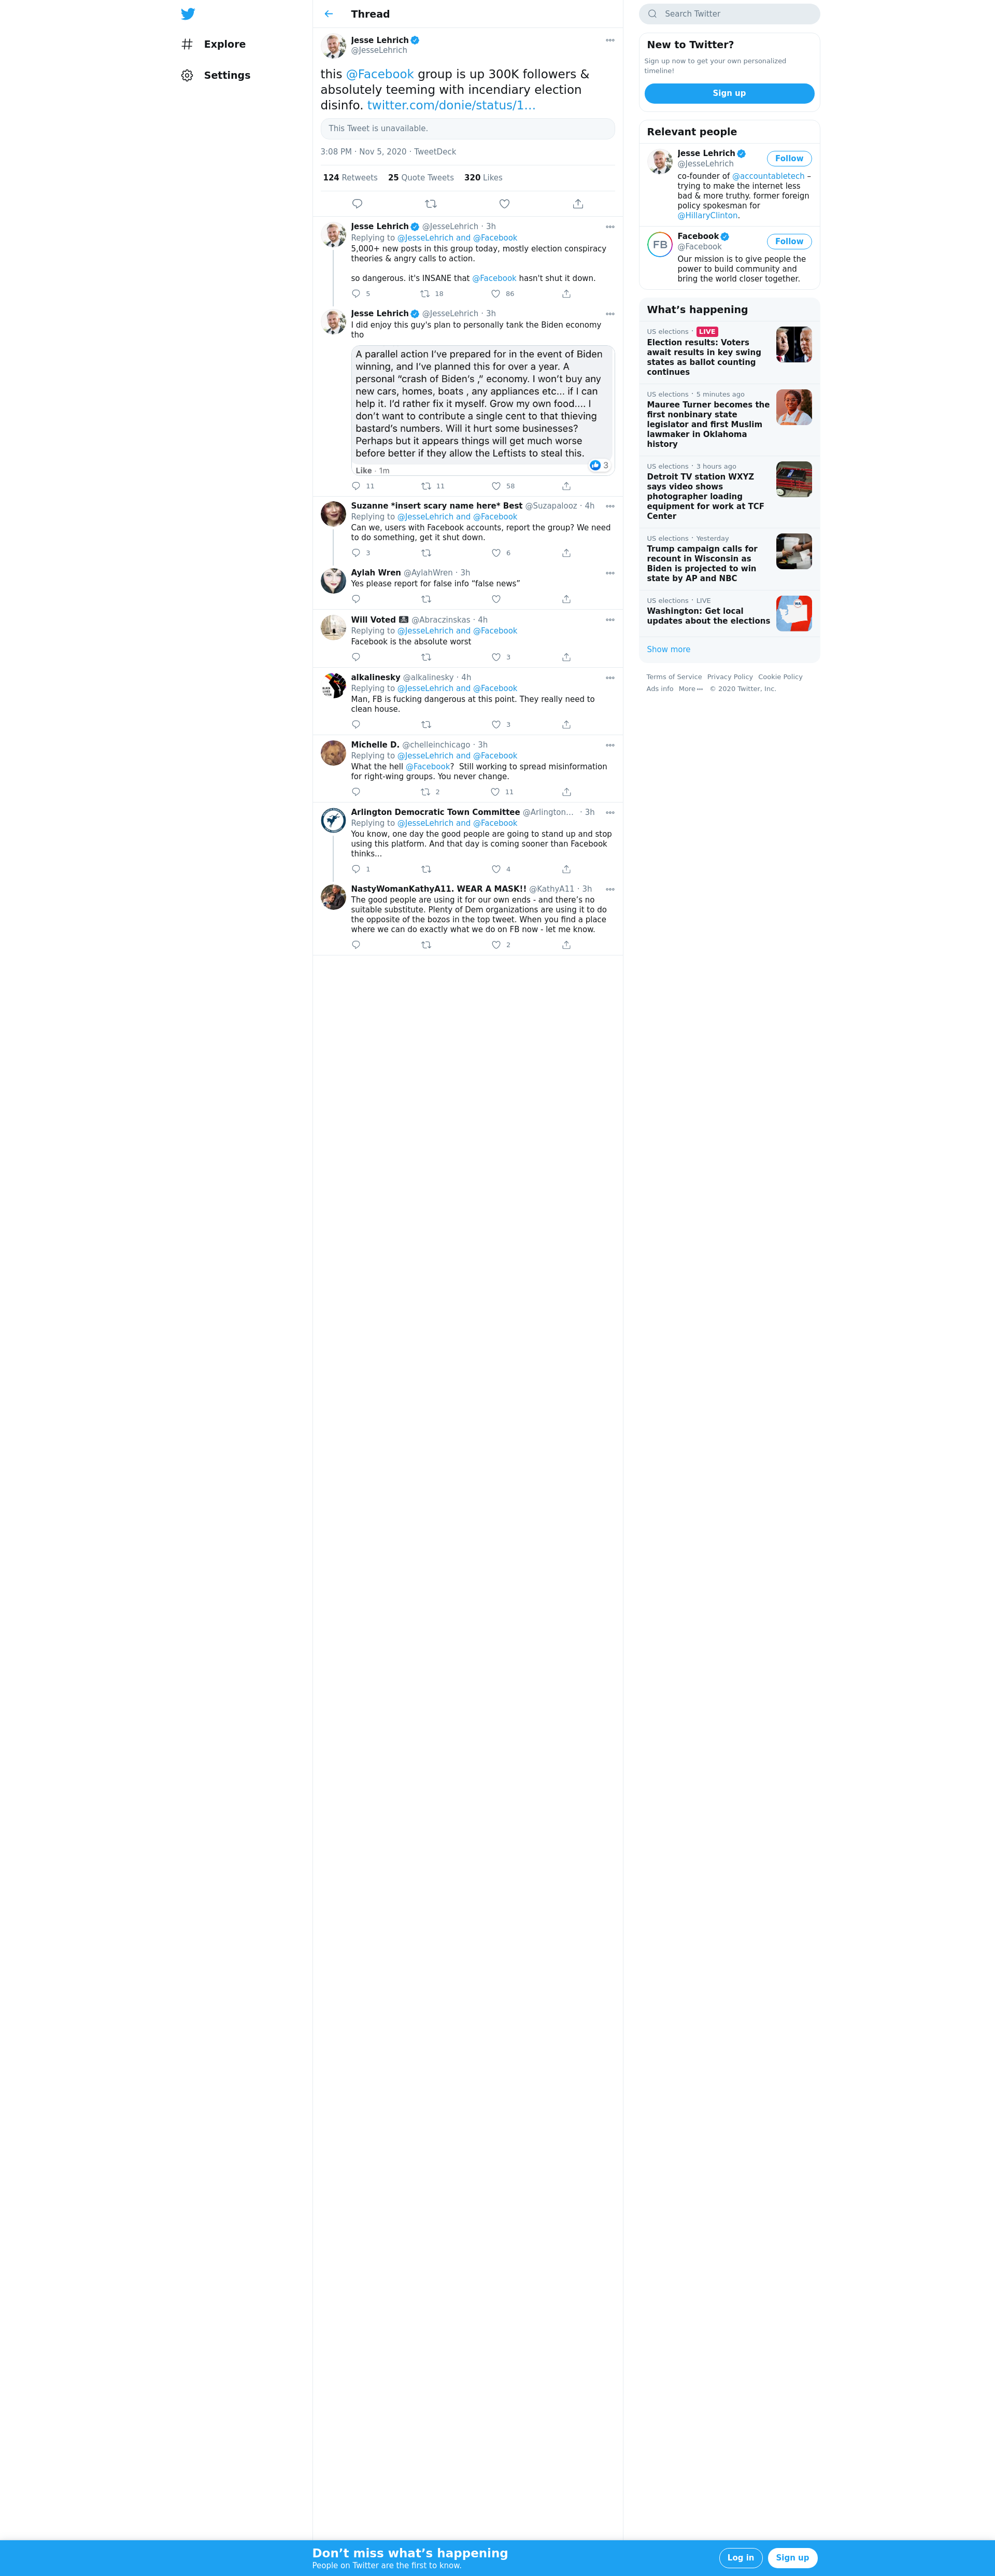 Explore
Settings
Thread
Jesse Lehrich
@JesseLehrich
this @Facebook group is up 300K followers &
absolutely teeming with incendiary election
disinfo. twitter.com/donie/status/1…
This Tweet is unavailable.
3:08 PM · Nov 5, 2020 · TweetDeck
124 Retweets 25 Quote Tweets 320 Likes
Jesse Lehrich @JesseLehrich · 3h
Replying to @JesseLehrich and @Facebook
5,000+ new posts in this group today, mostly election conspiracy
theories & angry calls to action.
so dangerous. it's INSANE that @Facebook hasn't shut it down.
5 18 86
Jesse Lehrich @JesseLehrich · 3h
I did enjoy this guy's plan to personally tank the Biden economy
tho
A parallel action I've prepared for in the event of Biden
winning, and I've planned this for over a year. A
personal “crash of Biden's ,” economy. I won't buy any
new cars, homes, boats , any appliances etc... if I can
help it. I'd rather fix it myself. Grow my own food.... I
don't want to contribute a single cent to that thieving
bastard's numbers. Will it hurt some businesses?
Perhaps but it appears things will get much worse
before better if they allow the Leftists to steal this.
3
Like · 1m
11 11 58
Suzanne *insert scary name here* Best @Suzapalooz · 4h
Replying to @JesseLehrich and @Facebook
Can we, users with Facebook accounts, report the group? We need
to do something, get it shut down.
3 6
Aylah Wren @AylahWren · 3h
Yes please report for false info “false news”
Will Voted @Abraczinskas · 4h
Replying to @JesseLehrich and @Facebook
Facebook is the absolute worst
3
alkalinesky @alkalinesky · 4h
Replying to @JesseLehrich and @Facebook
Man, FB is fucking dangerous at this point. They really need to
clean house.
3
Michelle D. @chelleinchicago · 3h
Replying to @JesseLehrich and @Facebook
What the hell @Facebook?  Still working to spread misinformation
for right-wing groups. You never change.
2 11
Arlington Democratic Town Committee @Arlington… · 3h
Replying to @JesseLehrich and @Facebook
You know, one day the good people are going to stand up and stop
using this platform. And that day is coming sooner than Facebook
thinks...
1 4
NastyWomanKathyA11. WEAR A MASK!! @KathyA11 · 3h
The good people are using it for our own ends - and there's no
suitable substitute. Plenty of Dem organizations are using it to do
the opposite of the bozos in the top tweet. When you find a place
where we can do exactly what we do on FB now - let me know.
2
Search Twitter
New to Twitter?
Sign up now to get your own personalized
timeline!
Sign up
Relevant people
Jesse Lehrich
@JesseLehrich
Follow
co-founder of @accountabletech –
trying to make the internet less
bad & more truthy. former foreign
policy spokesman for
@HillaryClinton.
FB
Facebook
@Facebook
Follow
Our mission is to give people the
power to build community and
bring the world closer together.
What's happening
US elections · LIVE
Election results: Voters
await results in key swing
states as ballot counting
continues
US elections · 5 minutes ago
Mauree Turner becomes the
first nonbinary state
legislator and first Muslim
lawmaker in Oklahoma
history
US elections · 3 hours ago
Detroit TV station WXYZ
says video shows
photographer loading
equipment for work at TCF
Center
US elections · Yesterday
Trump campaign calls for
recount in Wisconsin as
Biden is projected to win
state by AP and NBC
US elections · LIVE
Washington: Get local
updates about the elections
WA
Show more
Terms of Service Privacy Policy Cookie Policy
Ads info More © 2020 Twitter, Inc.
Don't miss what's happening
People on Twitter are the first to know.
Log in
Sign up